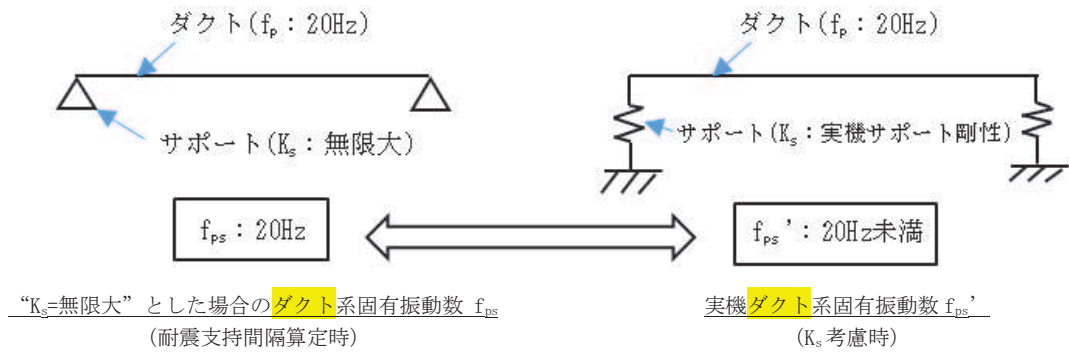 ダクト(fₚ：20Hz)
サポート(Kₛ：無限大)
fₚₛ：20Hz
“Kₛ=無限大”とした場合のダクト系固有振動数 fₚₛ
(耐震支持間隔算定時)
ダクト(fₚ：20Hz)
サポート(Kₛ：実機サポート剛性)
fₚₛ’：20Hz未満
実機ダクト系固有振動数fₚₛ’
(Kₛ考慮時)